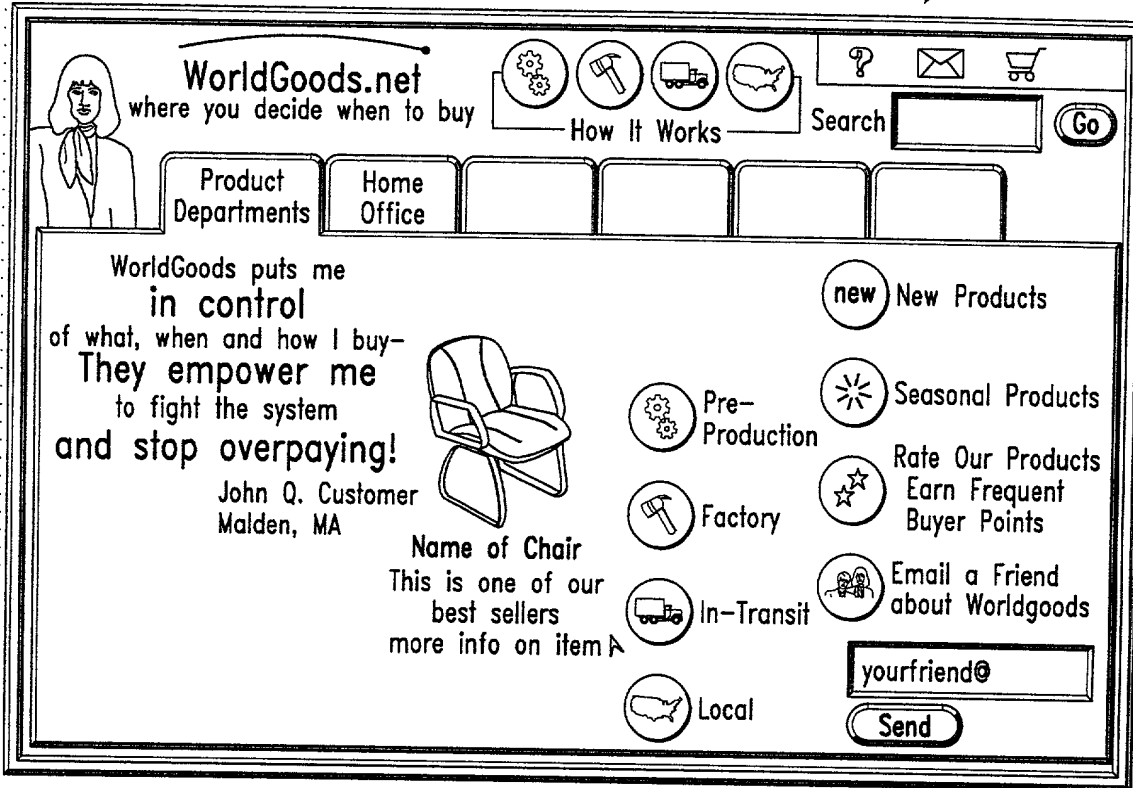 WorldGoods.net
where you decide when to buy
How It Works
Search
Go
Product
Departments
Home
Office
WorldGoods puts me
in control
of what, when and how I buy–
They empower me
to fight the system
and stop overpaying!
John Q. Customer
Malden, MA
Name of Chair
This is one of our
best sellers
more info on item
Pre–
Production
Factory
In–Transit
Local
new New Products
Seasonal Products
Rate Our Products
Earn Frequent
Buyer Points
Email a Friend
about Worldgoods
yourfriend@
Send